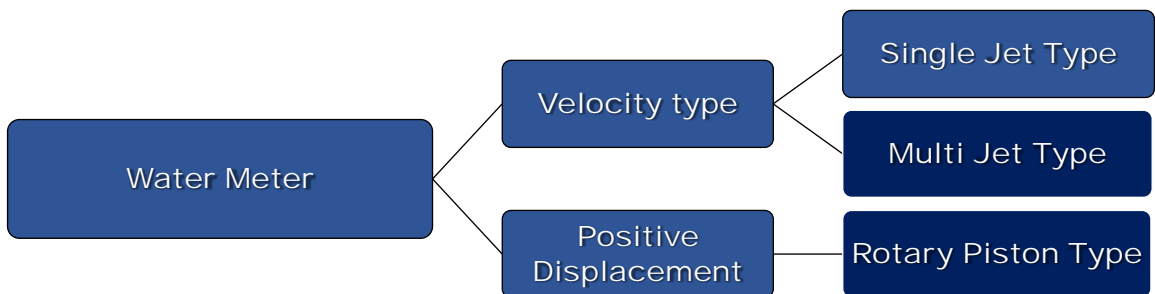 Water Meter
Velocity type
Positive
Displacement
Single Jet Type
Multi Jet Type
Rotary Piston Type